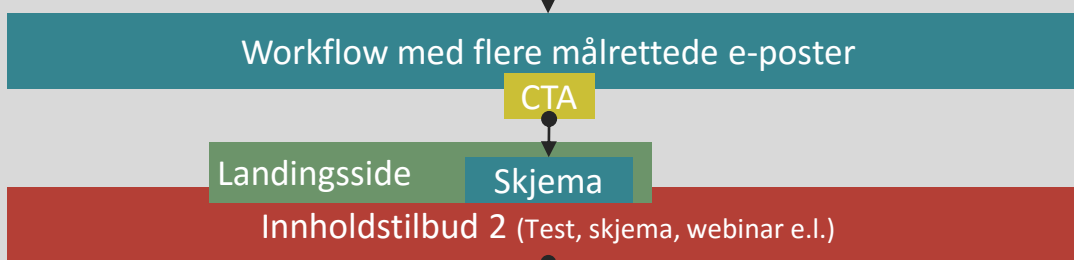 Workflow med flere målrettede e-poster
CTA
Landingsside
Skjema
Innholdstilbud 2 (Test, skjema, webinar e.l.)